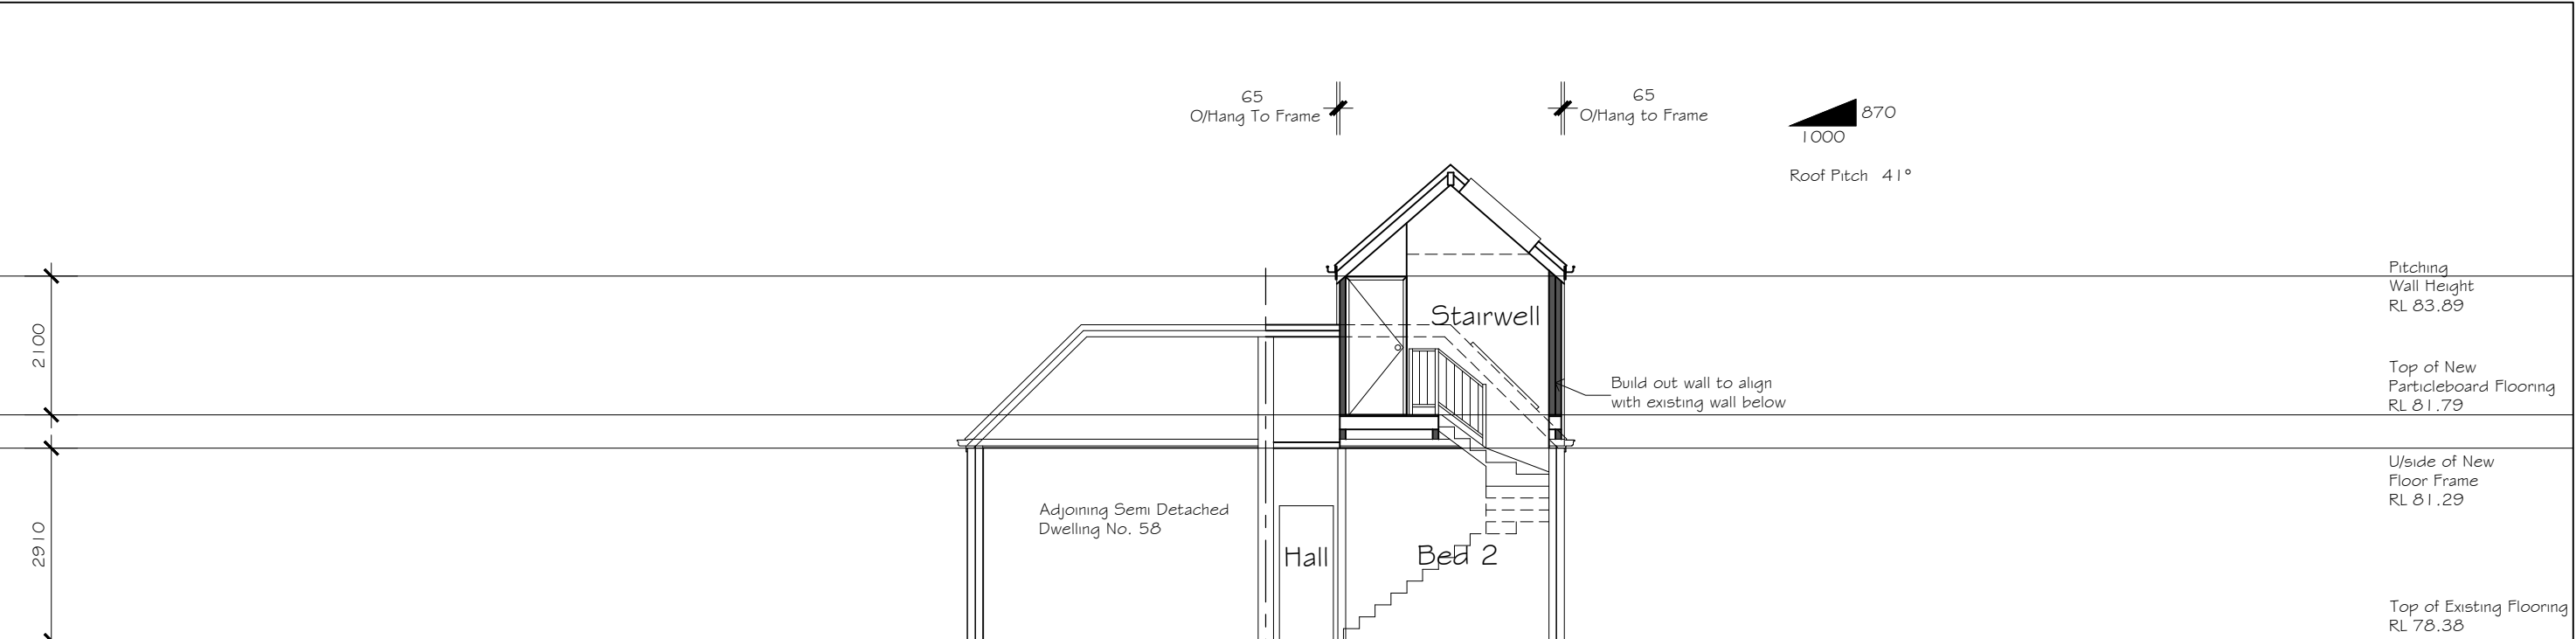 65
O/Hang To Frame
65
O/Hang to Frame
870
1000
Roof Pitch 41°
Pitching
Wall Height
RL 83.89
Stairwell
2100
Top of New
Particleboard Flooring
RL 81.79
Build out wall to align
with existing wall below
U/side of New
Floor Frame
RL 81.29
Adjoining Semi Detached
Dwelling No. 58
2910
Hall
Bed 2
Top of Existing Flooring
RL 78.38